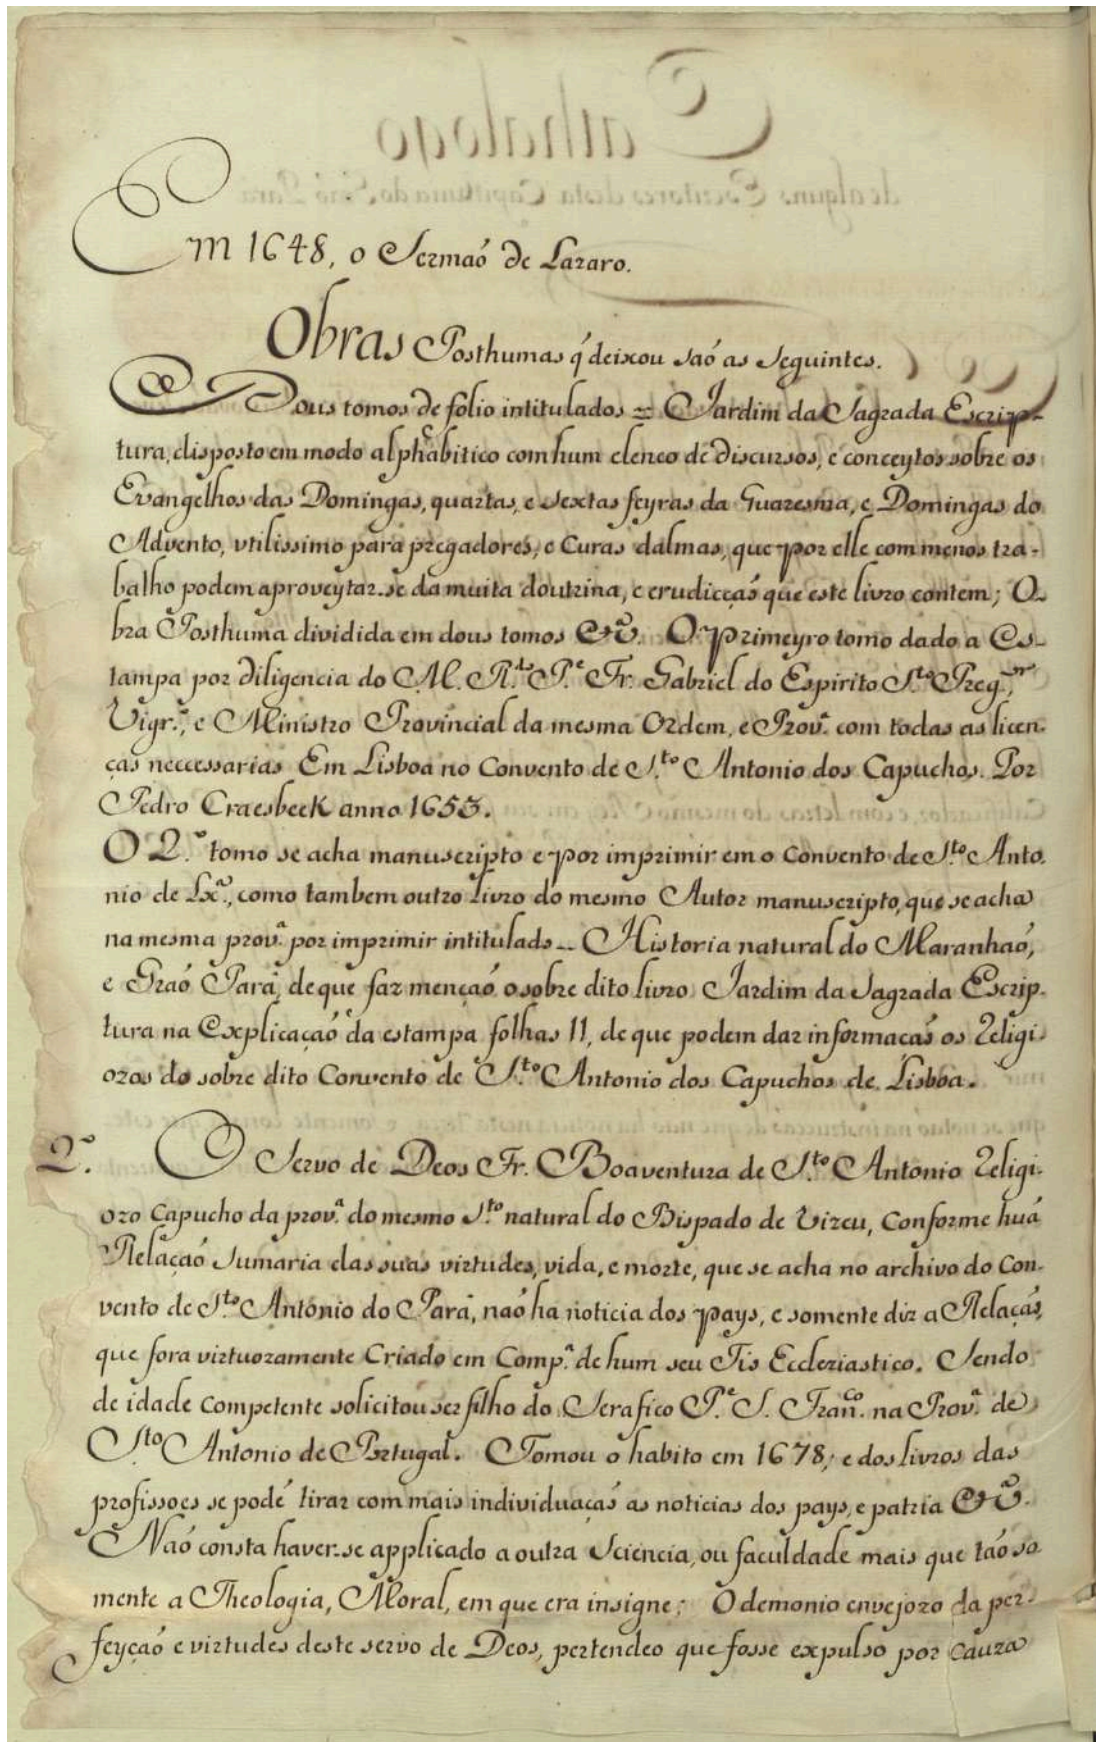 Em 1648, o Sermaõ de Lazaro.
Obras Posthumas q̃ deixou saõ as seguintes.
Dous tomos de folio intitulados = Jardim da Sagrada Escrip-
tura, disposto em modo alphabitico com hum elenco de discursos, e conceytos sobre os
Evangelhos das Domingas, quartas, e sextas feyras da Quaresma, e Domingas do
Advento, utilissimo para pregadores, e Curas dalmas, que por elle com menos tra-
balho podem aproveytar-se da muita doutrina, e erudicçaõ que este livro contem; O-
bra Posthuma dividida em dous tomos &ã. O primeyro tomo dado a Es-
tampa por diligencia do M. R.do P.e Fr. Gabriel do Espirito S.to Preg.or
Vigr.o, e Ministro Provincial da mesma Ordem, e Prov.a com todas as licen-
ças neccessarias Em Lisboa no Convento de S.to Antonio dos Capuchos. Por
Pedro Craesbeek anno 1653.
O 2.o tomo se acha manuscripto e por imprimir em o Convento de S.to Anto-
nio de Lx.a, como tambem outro livro do mesmo Autor manuscripto, que se acha
na mesma prov.a por imprimir intitulado = Historia natural do Maranhaõ,
e Graõ Pará, de que faz mençaõ o sobre dito livro Jardim da Sagrada Escrip-
tura na Explicaçaõ da estampa folhas 11, de que podem dar informaçaõ os Religi-
ozos do sobre dito Convento de S.to Antonio dos Capuchos de Lisboa.
2.o O Servo de Deos Fr. Boaventura de S.to Antonio Religi-
ozo Capucho da prov.a do mesmo S.to natural do Bispado de Vizeu, Conforme huã
Relaçaõ Sumaria das suas virtudes, vida, e morte, que se acha no archivo do Con-
vento de S.to Antonio do Pará, naõ ha noticia dos pays, e somente diz a Relaçaõ,
que fora virtuozamente Criado em Comp.a de hum seu Tio Eccleziastico. Sendo
de idade Competente solicitou ser filho do Serafico P.e S. Fran.co na Prov.a de
S.to Antonio de Portugal. Tomou o habito em 1678; e dos livros das
profissoes se podé tirar com mais individuaçaõ as noticias dos pays, e patria &ã.
Naõ consta haver-se applicado a outra Sciencia, ou faculdade mais que taõ so-
mente a Theologia, Moral, em que era insigne; O demonio envejozo da per-
feyçaõ e virtudes deste servo de Deos, pertendeo que fosse expulso por cauza